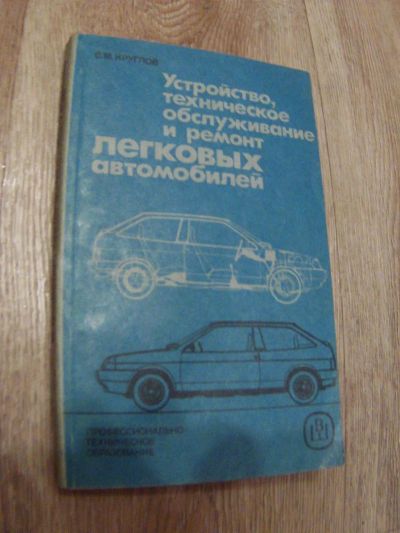 С.М. КРУГЛОВ
Устройство,
техническое
обслуживание
и ремонт
ЛЕГКОВЫХ
автомобилей
ПРОФЕССИОНАЛЬНО-
ТЕХНИЧЕСКОЕ
ОБРАЗОВАНИЕ